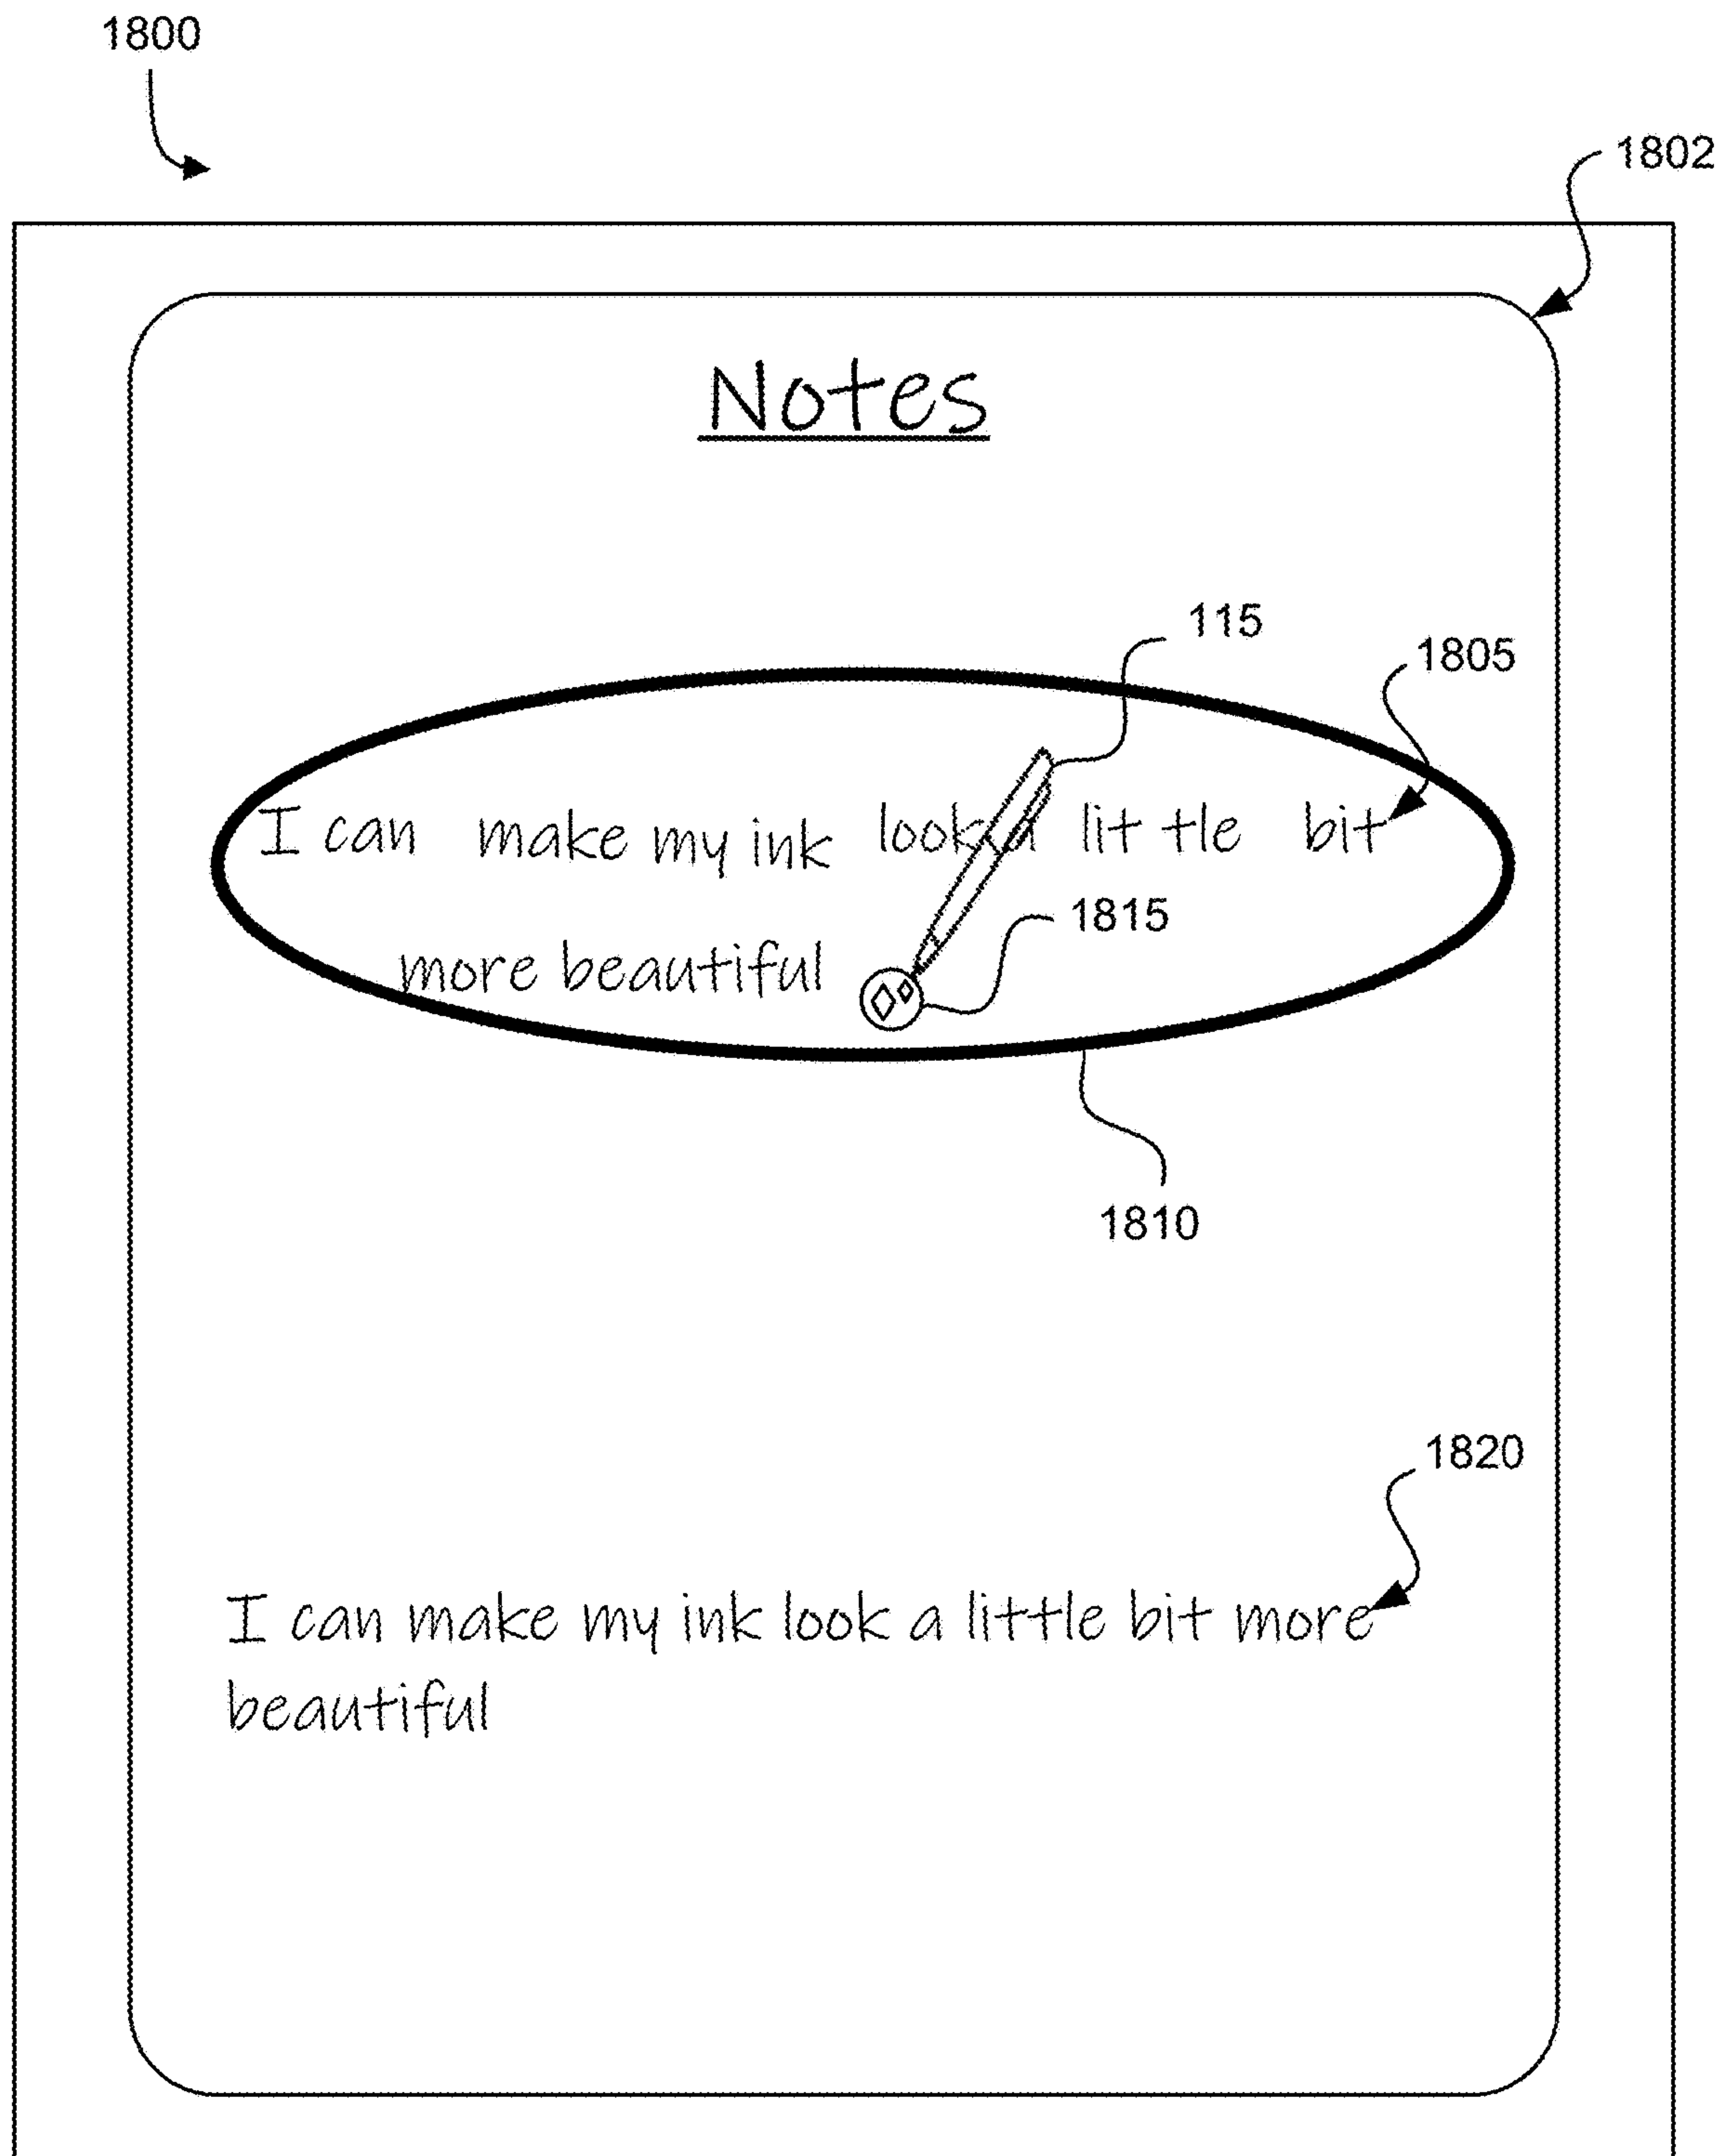 1800
1802
Notes
115
1805
I can make my ink look a lit tle bit
1815
more beautiful
1810
1820
I can make my ink look a little bit more
beautiful